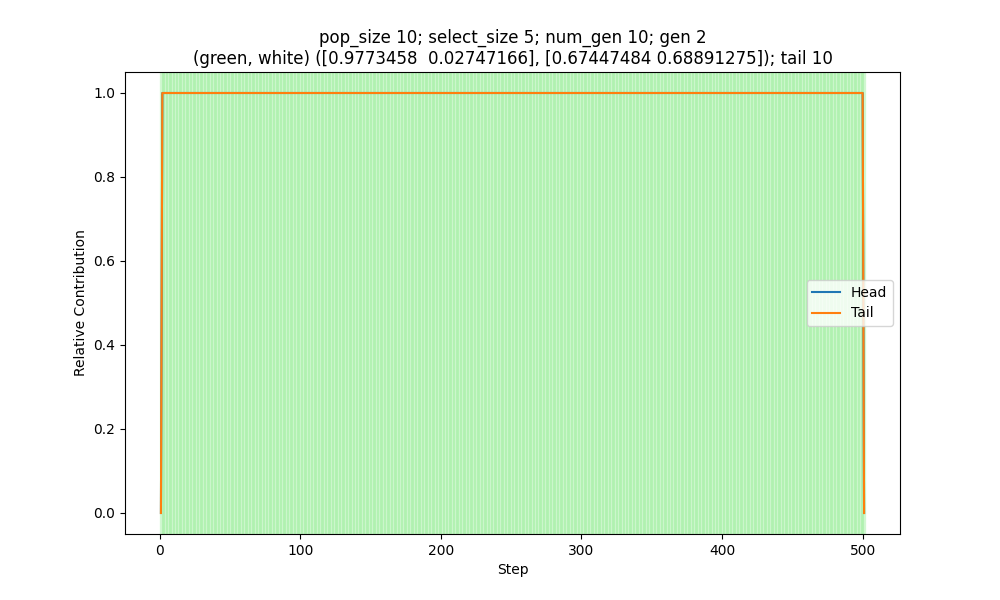 pop_size 10; select_size 5; num_gen 10; gen 2
(green, white) ([0.9773458  0.02747166], [0.67447484 0.68891275]); tail 10
1.0
0.8
0.6
0.4
0.2
0.0
Relative Contribution
Head
Tail
0 100 200 300 400 500
Step